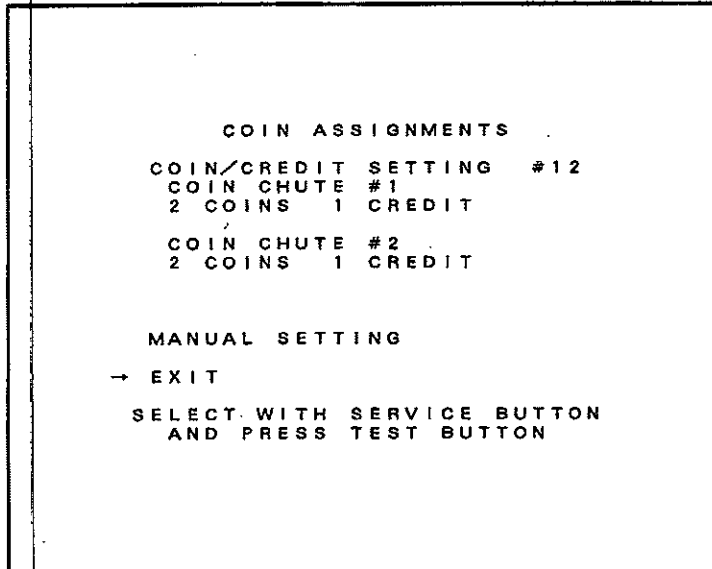 COIN ASSIGNMENTS
COIN/CREDIT SETTING #12
COIN CHUTE #1
2 COINS 1 CREDIT
COIN CHUTE #2
2 COINS 1 CREDIT
MANUAL SETTING
→ EXIT
SELECT WITH SERVICE BUTTON
AND PRESS TEST BUTTON